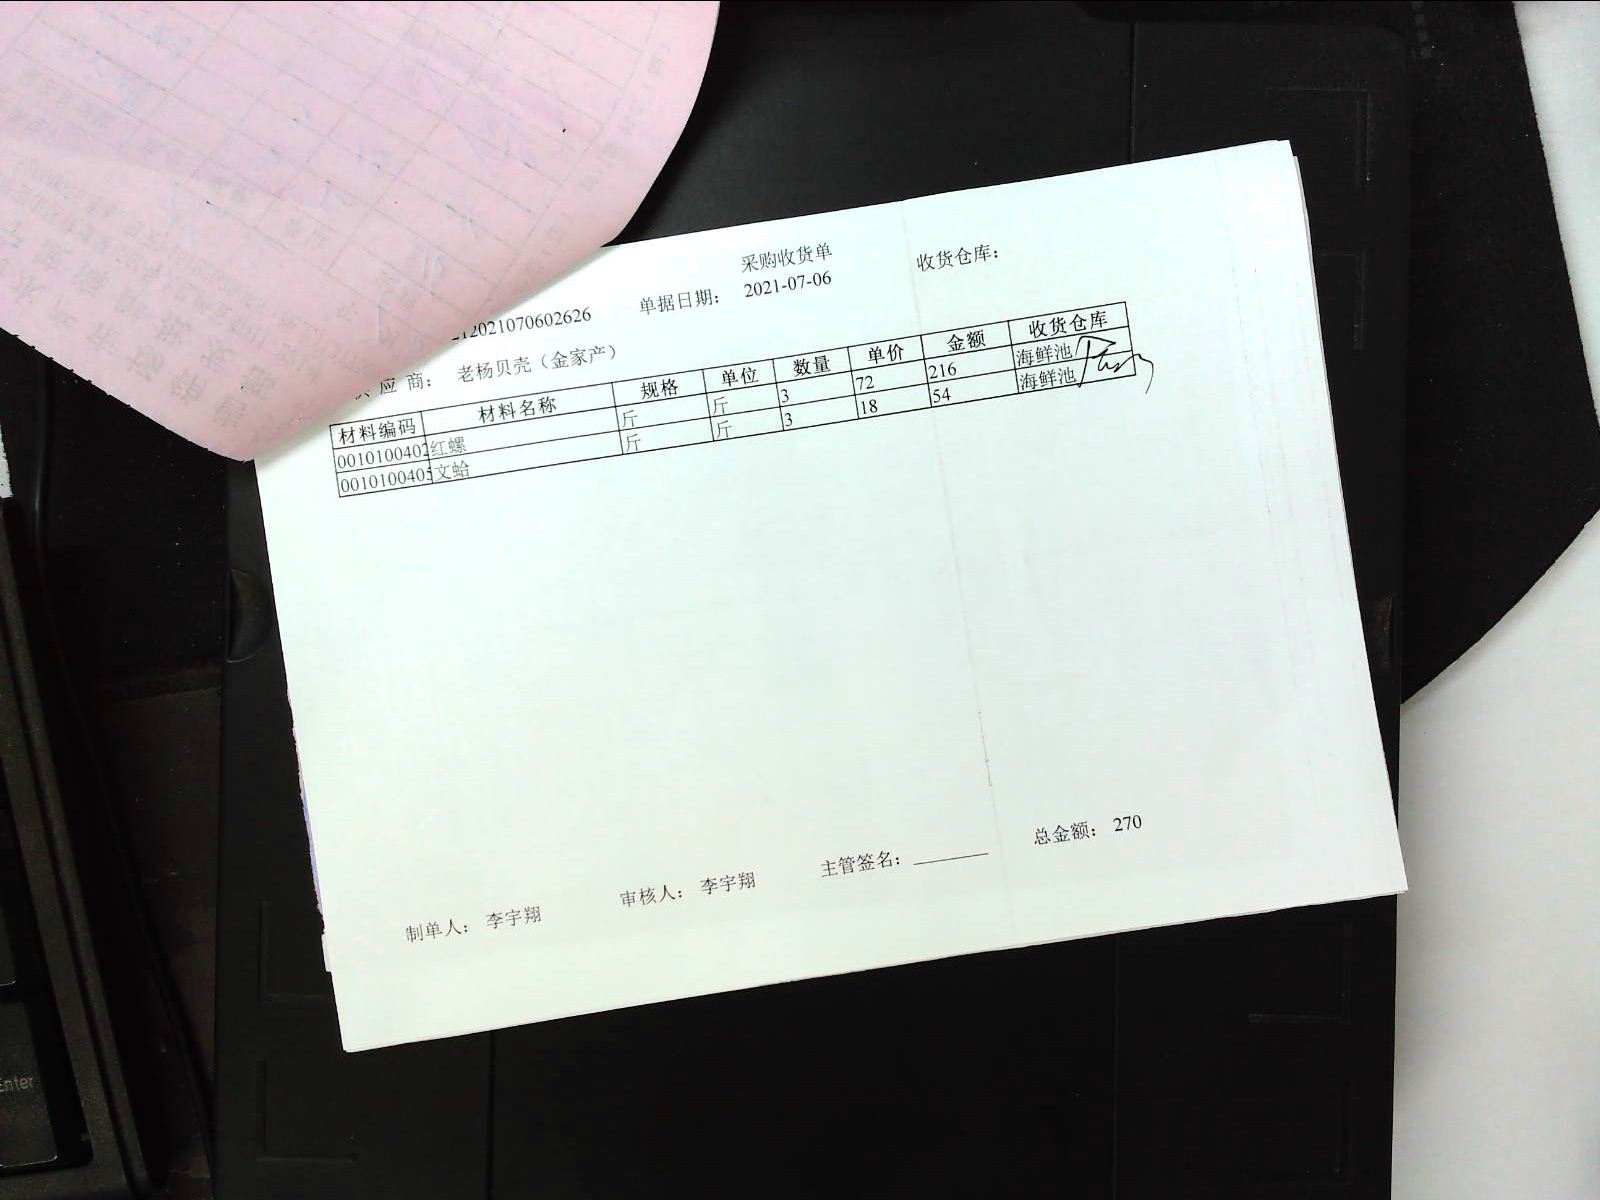 采购收货单
收货仓库：
2021070602626
单据日期： 2021-07-06
应 商： 老杨贝壳（金家产）
材料编码 材料名称 规格 单位 数量 单价 金额 收货仓库
0010100402 红螺 斤 斤 3 72 216 海鲜池
001010040 文蛤 斤 斤 3 18 54 海鲜池
总金额： 270
制单人： 李宇翔 审核人： 李宇翔 主管签名：
Enter